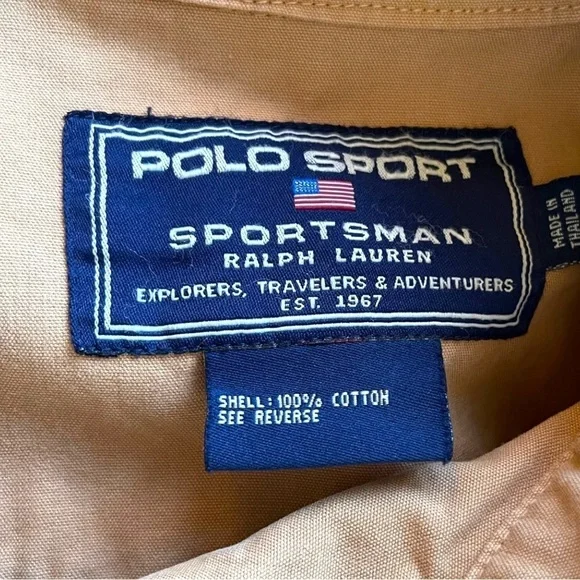 POLO SPORT
SPORTSMAN
RALPH LAUREN
EXPLORERS, TRAVELERS & ADVENTURERS
EST. 1967
MADE IN
THAILAND
SHELL: 100% COTTON
SEE REVERSE